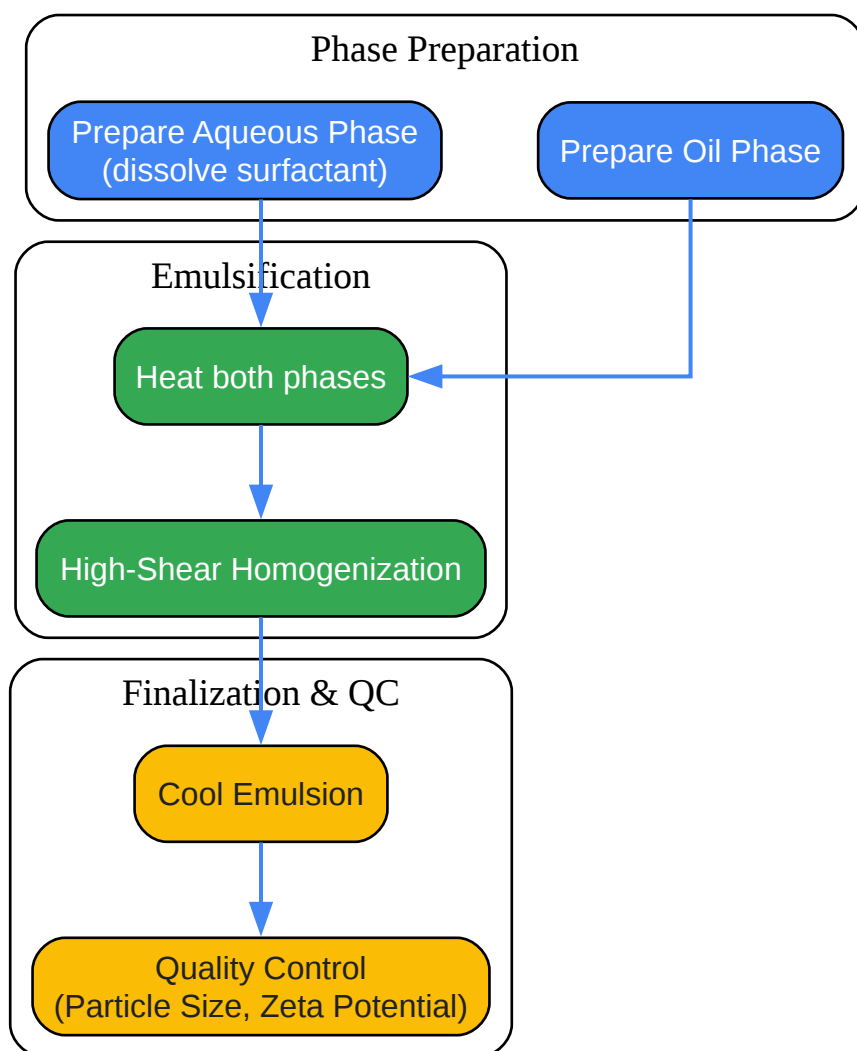 Phase Preparation
Prepare Aqueous Phase
(dissolve surfactant)
Prepare Oil Phase
Emulsification
Heat both phases
High-Shear Homogenization
Finalization & QC
Cool Emulsion
Quality Control
(Particle Size, Zeta Potential)